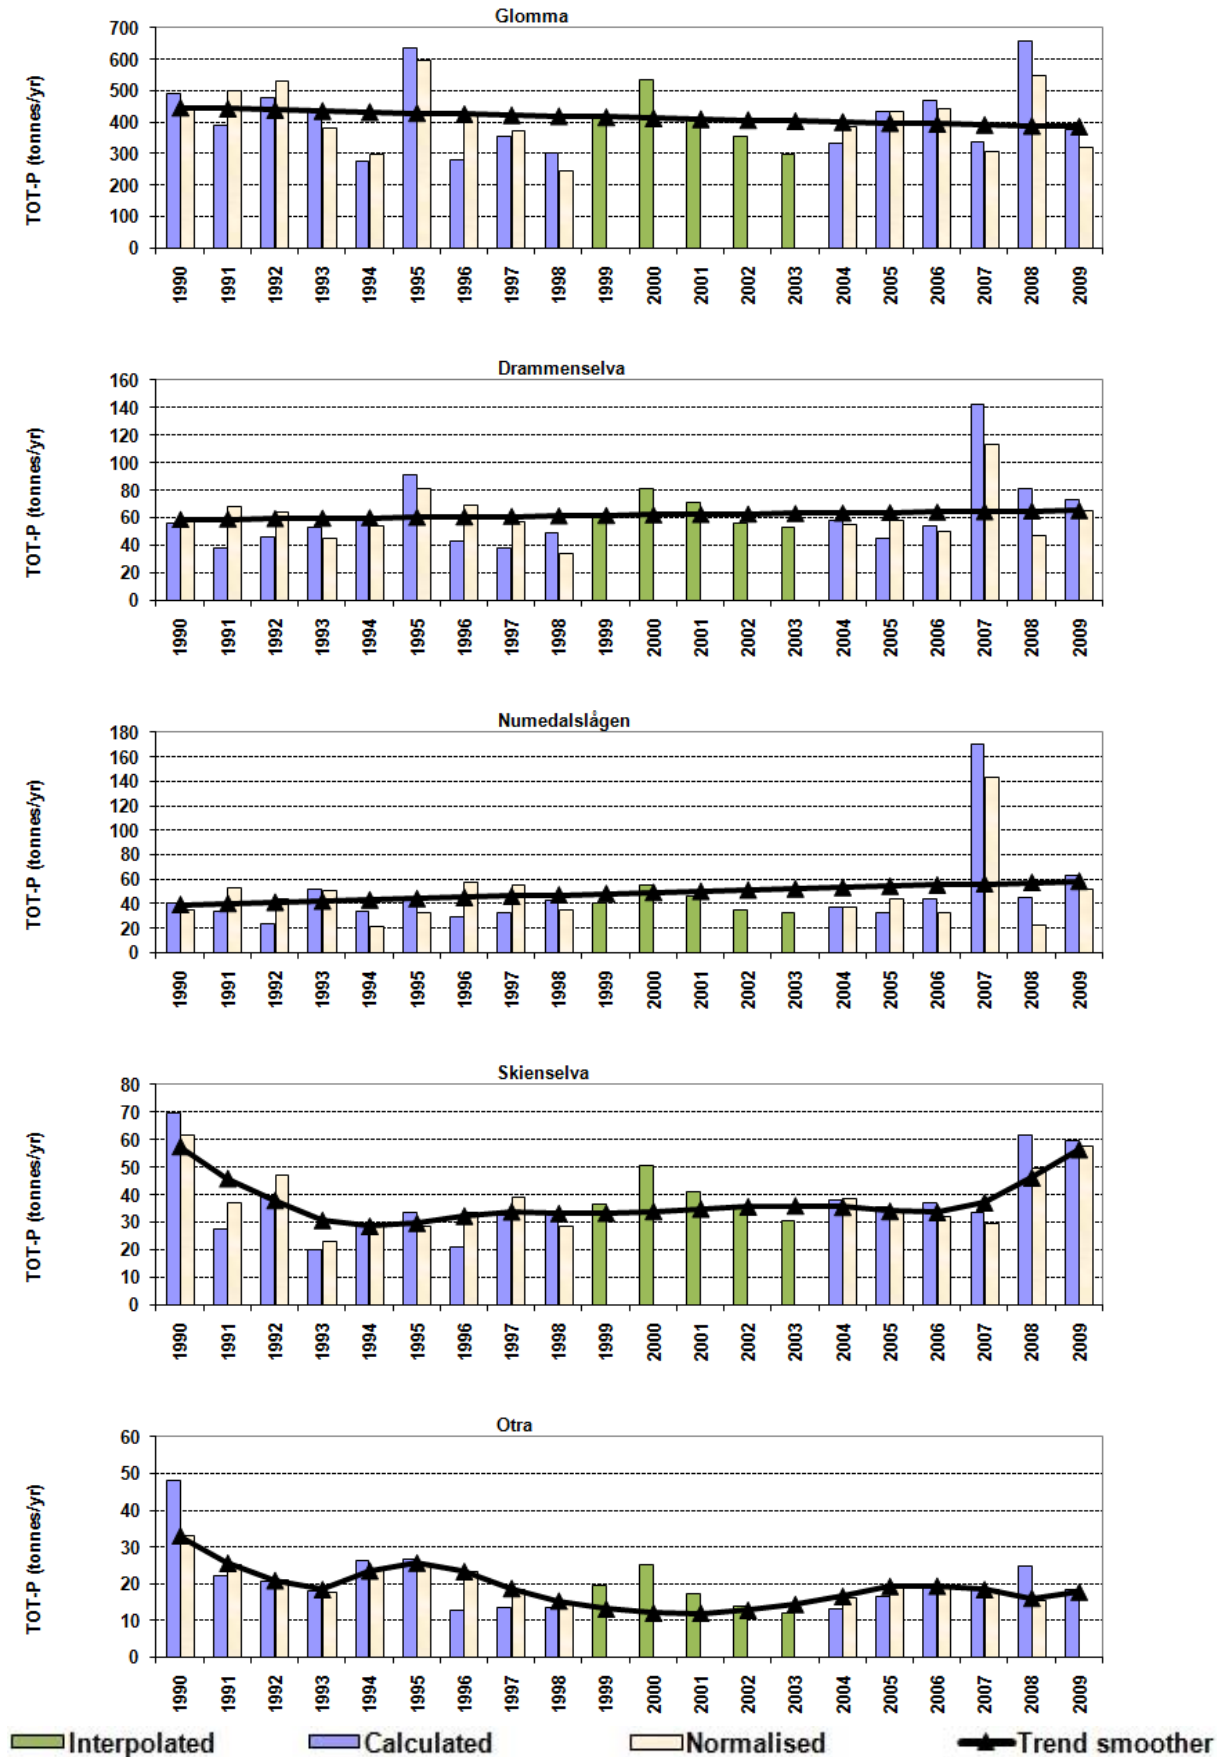 Glomma
TOT-P (tonnes/yr)
700
600
500
400
300
200
100
0
1990 1991 1992 1993 1994 1995 1996 1997 1998 1999 2000 2001 2002 2003 2004 2005 2006 2007 2008 2009
Drammenselva
TOT-P (tonnes/yr)
160
140
120
100
80
60
40
20
0
1990 1991 1992 1993 1994 1995 1996 1997 1998 1999 2000 2001 2002 2003 2004 2005 2006 2007 2008 2009
Numedalslågen
TOT-P (tonnes/yr)
180
160
140
120
100
80
60
40
20
0
1990 1991 1992 1993 1994 1995 1996 1997 1998 1999 2000 2001 2002 2003 2004 2005 2006 2007 2008 2009
Skienselva
TOT-P (tonnes/yr)
80
70
60
50
40
30
20
10
0
1990 1991 1992 1993 1994 1995 1996 1997 1998 1999 2000 2001 2002 2003 2004 2005 2006 2007 2008 2009
Otra
TOT-P (tonnes/yr)
60
50
40
30
20
10
0
1990 1991 1992 1993 1994 1995 1996 1997 1998 1999 2000 2001 2002 2003 2004 2005 2006 2007 2008 2009
Interpolated Calculated Normalised Trend smoother